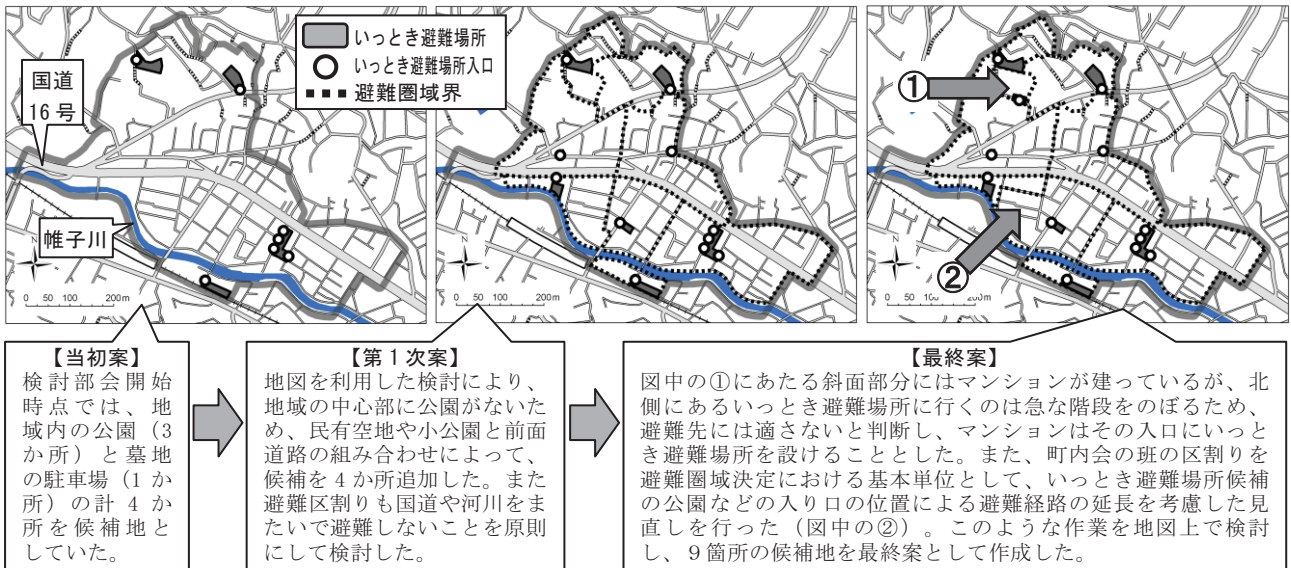 いっとき避難場所
いっとき避難場所入口
避難圏域界
国道
16 号
帷子川
N
0 50 100 200m
N
0 50 100 200m
①
②
N
0 50 100 200m
【当初案】
検討部会開始
時点では、地
域内の公園（3
か所）と墓地
の駐車場（1 か
所）の計 4 か
所を候補地と
していた。
【第１次案】
地図を利用した検討により、
地域の中心部に公園がないた
め、民有空地や小公園と前面
道路の組み合わせによって、
候補を 4 か所追加した。また
避難区割りも国道や河川をま
たいで避難しないことを原則
にして検討した。
【最終案】
図中の①にあたる斜面部分にはマンションが建っているが、北
側にあるいっとき避難場所に行くのは急な階段をのぼるため、
避難先には適さないと判断し、マンションはその入口にいっと
き避難場所を設けることとした。また、町内会の班の区割りを
避難圏域決定における基本単位として、いっとき避難場所候補
の公園などの入り口の位置による避難経路の延長を考慮した見
直しを行った（図中の②）。このような作業を地図上で検討
し、９箇所の候補地を最終案として作成した。